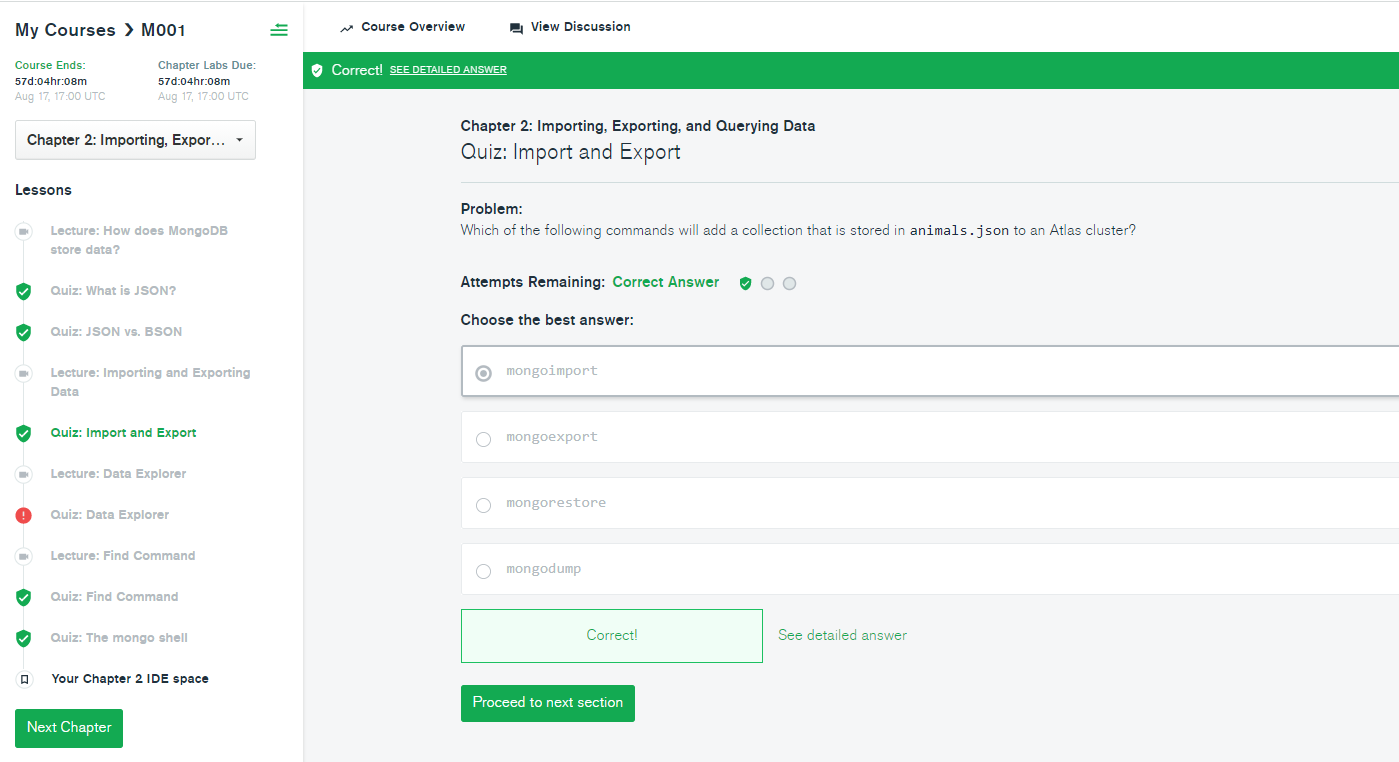 My Courses ❯ M001
Course Ends:
57d:04hr:08m
Aug 17, 17:00 UTC
Chapter Labs Due:
57d:04hr:08m
Aug 17, 17:00 UTC
Chapter 2: Importing, Expor...
Lessons
Lecture: How does MongoDB
store data?
Quiz: What is JSON?
Quiz: JSON vs. BSON
Lecture: Importing and Exporting
Data
Quiz: Import and Export
Lecture: Data Explorer
Quiz: Data Explorer
Lecture: Find Command
Quiz: Find Command
Quiz: The mongo shell
Your Chapter 2 IDE space
Next Chapter
Course Overview
View Discussion
Correct! SEE DETAILED ANSWER
Chapter 2: Importing, Exporting, and Querying Data
Quiz: Import and Export
Problem:
Which of the following commands will add a collection that is stored in animals.json to an Atlas cluster?
Attempts Remaining: Correct Answer
Choose the best answer:
mongoimport
mongoexport
mongorestore
mongodump
Correct!
See detailed answer
Proceed to next section